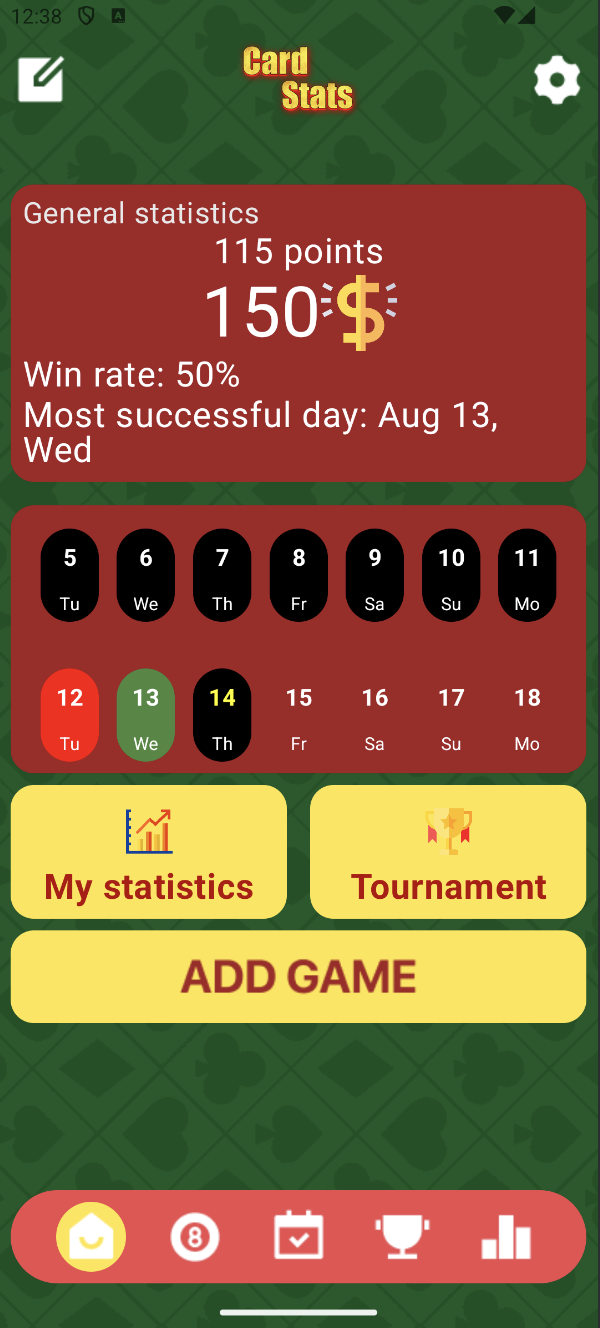 12:38
A
Card
Stats
General statistics
115 points
150$
Win rate: 50%
Most successful day: Aug 13,
Wed
5 6 7 8 9 10 11
Tu We Th Fr Sa Su Mo
12 13 14 15 16 17 18
Tu We Th Fr Sa Su Mo
My statistics Tournament
ADD GAME
8